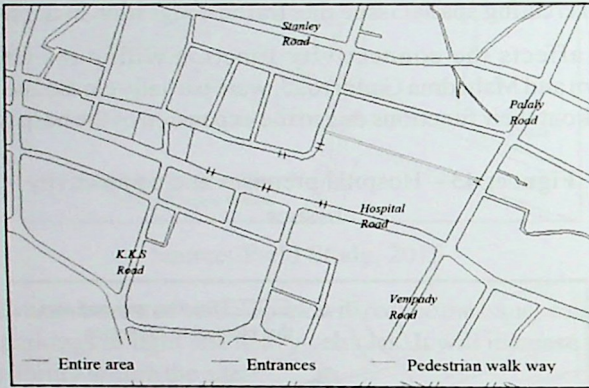 Stanley
Road
Palaly
Road
Hospital
Road
K.K.S
Road
Vempady
Road
Entire area
Entrances
Pedestrian walk way